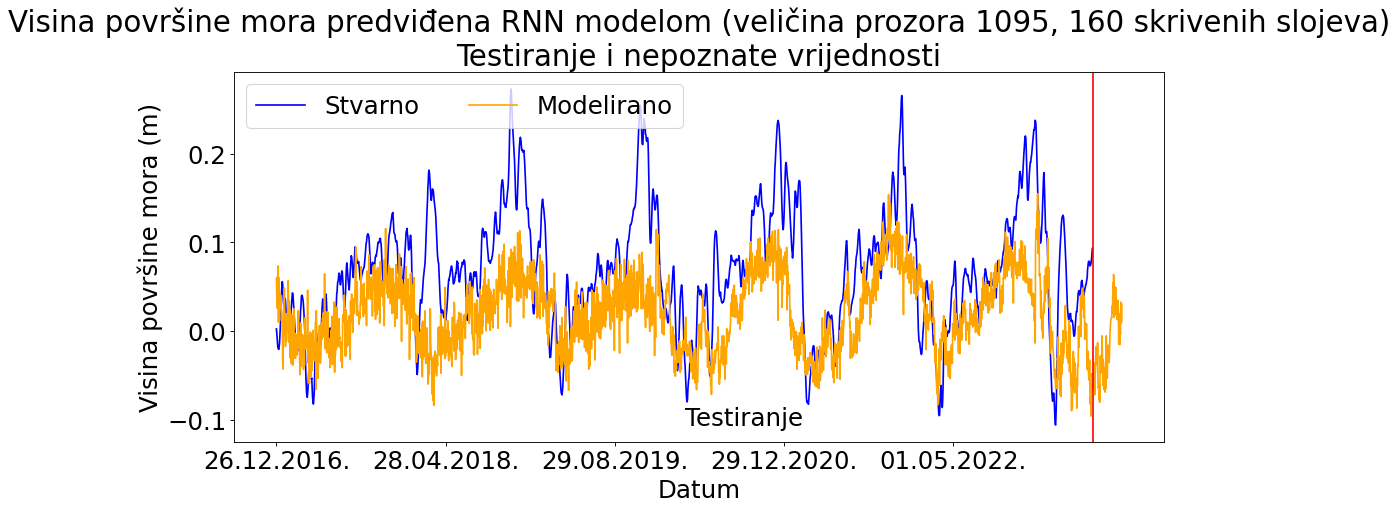 Visina površine mora predviđena RNN modelom (veličina prozora 1095, 160 skrivenih slojeva)
Testiranje i nepoznate vrijednosti
Stvarno Modelirano
Visina površine mora (m)
0.2
0.1
0.0
−0.1
Testiranje
26.12.2016. 28.04.2018. 29.08.2019. 29.12.2020. 01.05.2022.
Datum